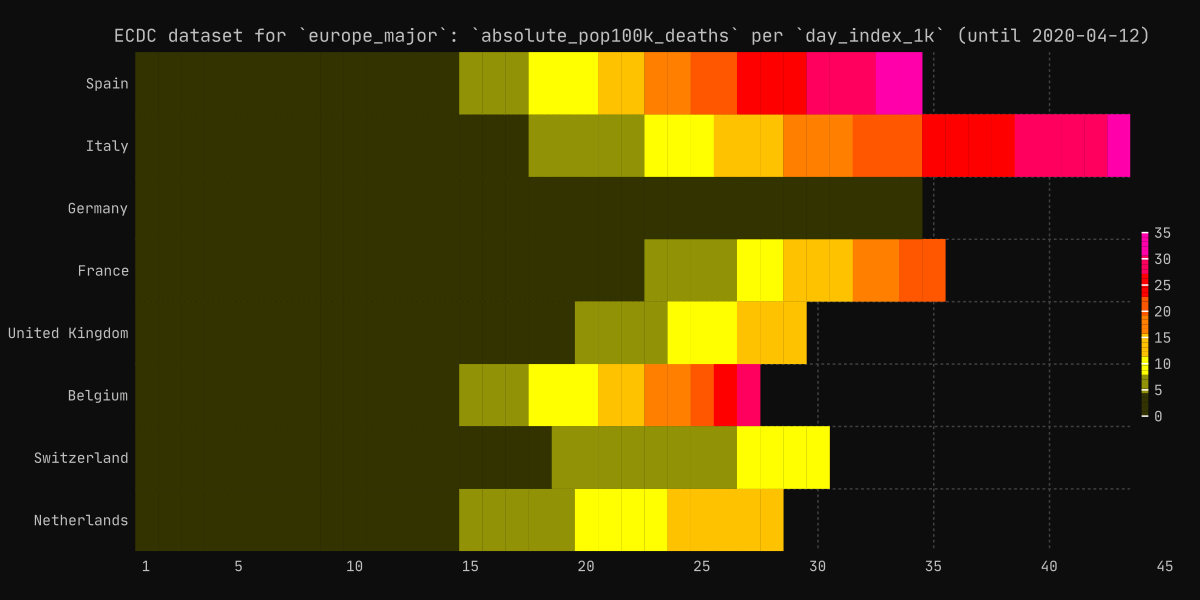 ECDC dataset for `europe_major`: `absolute_pop100k_deaths` per `day_index_1k` (until 2020-04-12)
Spain
Italy
Germany
France
United Kingdom
Belgium
Switzerland
Netherlands
1 5 10 15 20 25 30 35 40 45
35
30
25
20
15
10
5
0